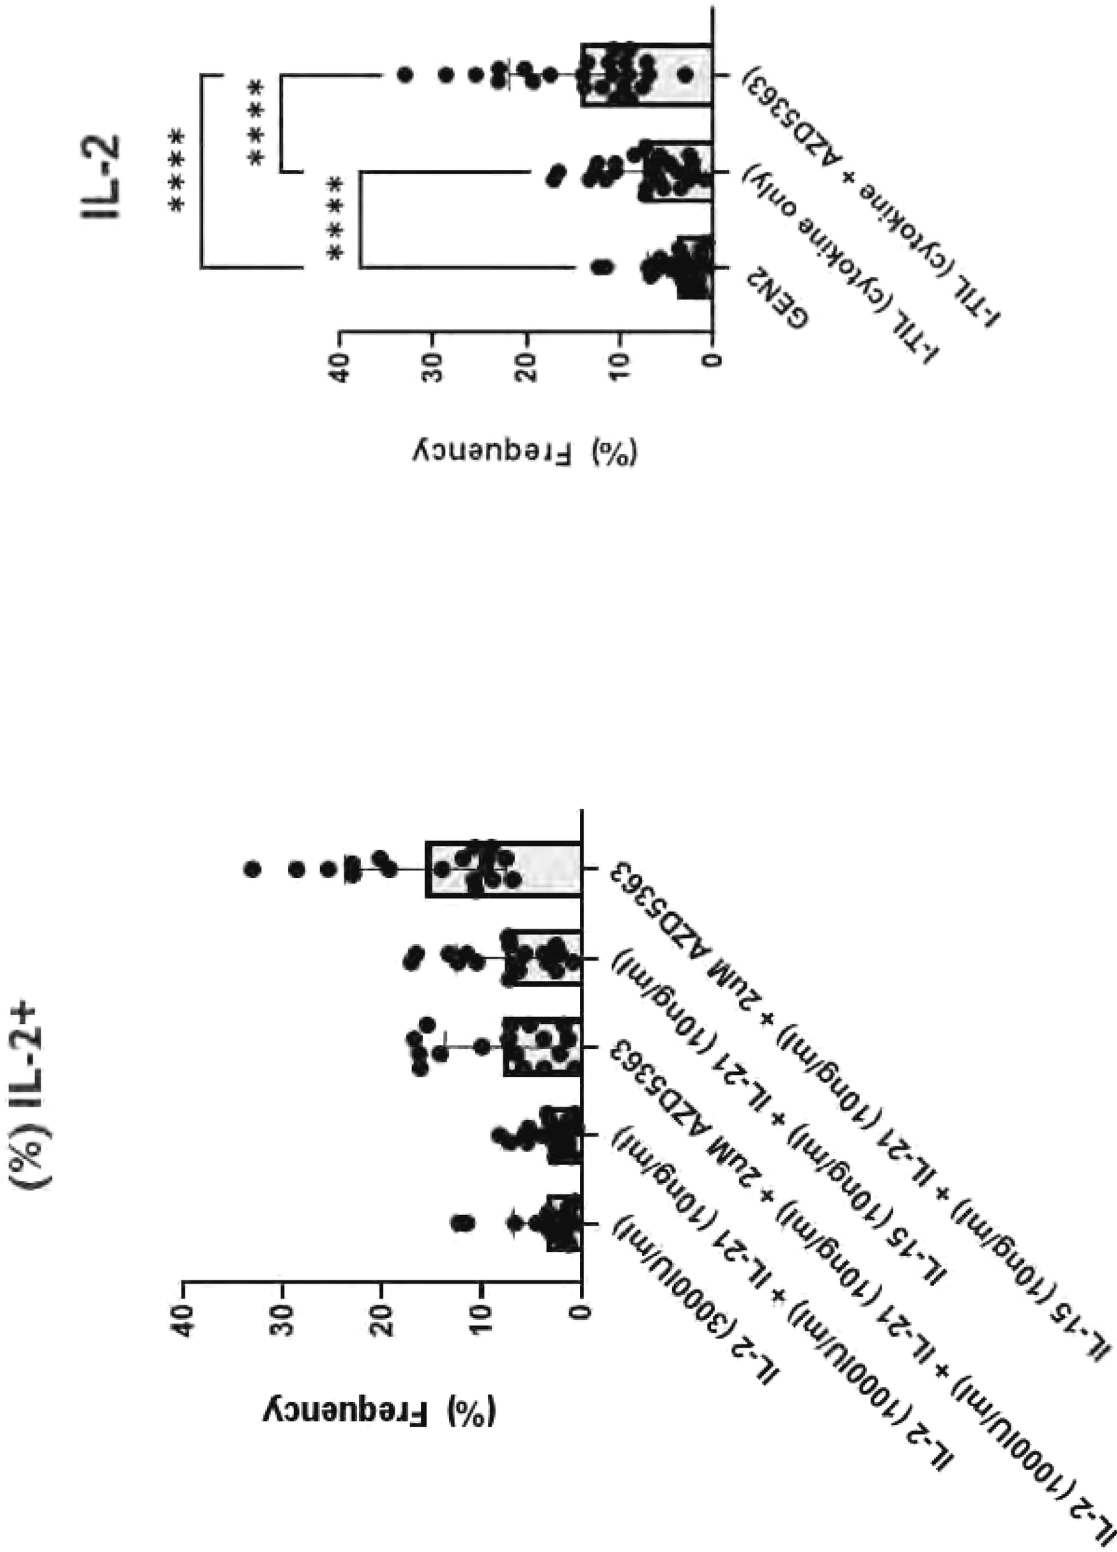 (%) IL-2+
(%) Frequency
40
30
20
10
0
IL-2 (3000IU/ml)
IL-2 (1000IU/ml) + IL-21 (10ng/ml)
IL-2 (1000IU/ml) + IL-21 (10ng/ml) + 2uM AZD5363
IL-15 (10ng/ml) + IL-21 (10ng/ml)
IL-15 (10ng/ml) + IL-21 (10ng/ml) + 2uM AZD5363
IL-2
****
****
****
(%) Frequency
40
30
20
10
0
GEN2
I-TIL (cytokine only)
I-TIL (cytokine + AZD5363)